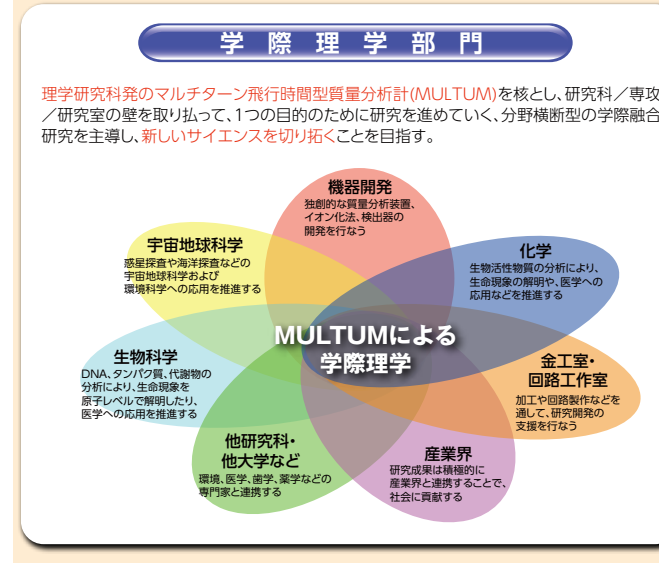 学際理学部門
理学研究科発のマルチターン飛行時間型質量分析計(MULTUM)を核とし、研究科／専攻
／研究室の壁を取り払って、1つの目的のために研究を進めていく、分野横断型の学際融合
研究を主導し、新しいサイエンスを切り拓くことを目指す。
機器開発
独創的な質量分析装置、
イオン化法、検出器の
開発を行なう
宇宙地球科学
惑星探査や海洋探査などの
宇宙地球科学および
環境科学への応用を推進する
化学
生物活性物質の分析により、
生命現象の解明や、医学への
応用などを推進する
MULTUMによる
学際理学
生物科学
DNA、タンパク質、代謝物の
分析により、生命現象を
原子レベルで解明したり、
医学への応用を推進する
金工室・
回路工作室
加工や回路製作などを
通して、研究開発の
支援を行なう
他研究科・
他大学など
環境、医学、歯学、薬学などの
専門家と連携する
産業界
研究成果は積極的に
産業界と連携することで、
社会に貢献する